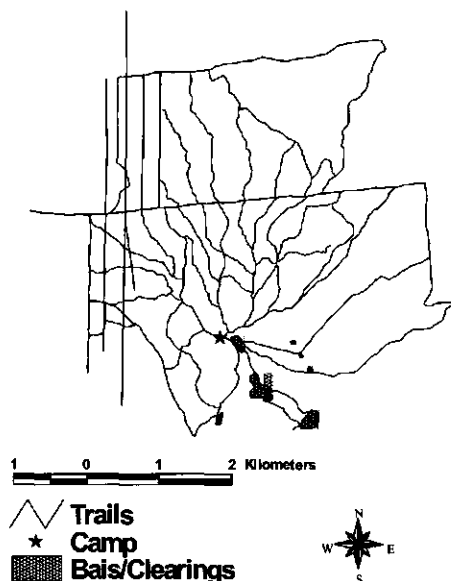 1 0 1 2 Kilometers
Trails
Camp
Bais/Clearings
N
W E
S